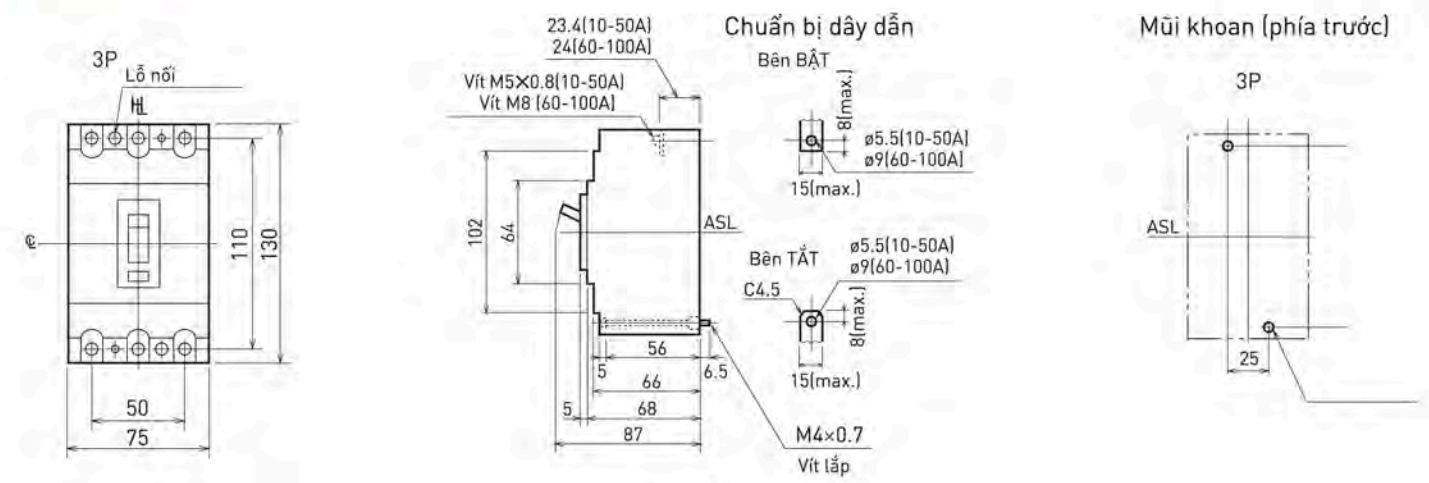 3P
Lỗ nối
HL
℄
110
130
50
75
23.4(10-50A)
24(60-100A)
Vít M5×0.8(10-50A)
Vít M8 (60-100A)
102
64
ASL
5
56
6.5
66
5
68
87
M4×0.7
Vít lắp
Chuẩn bị dây dẫn
Bên BẬT
8(max.)
ø5.5(10-50A)
ø9(60-100A)
15(max.)
Bên TẮT
ø5.5(10-50A)
ø9(60-100A)
C4,5
8(max.)
15(max.)
Mũi khoan (phía trước)
3P
ASL
25